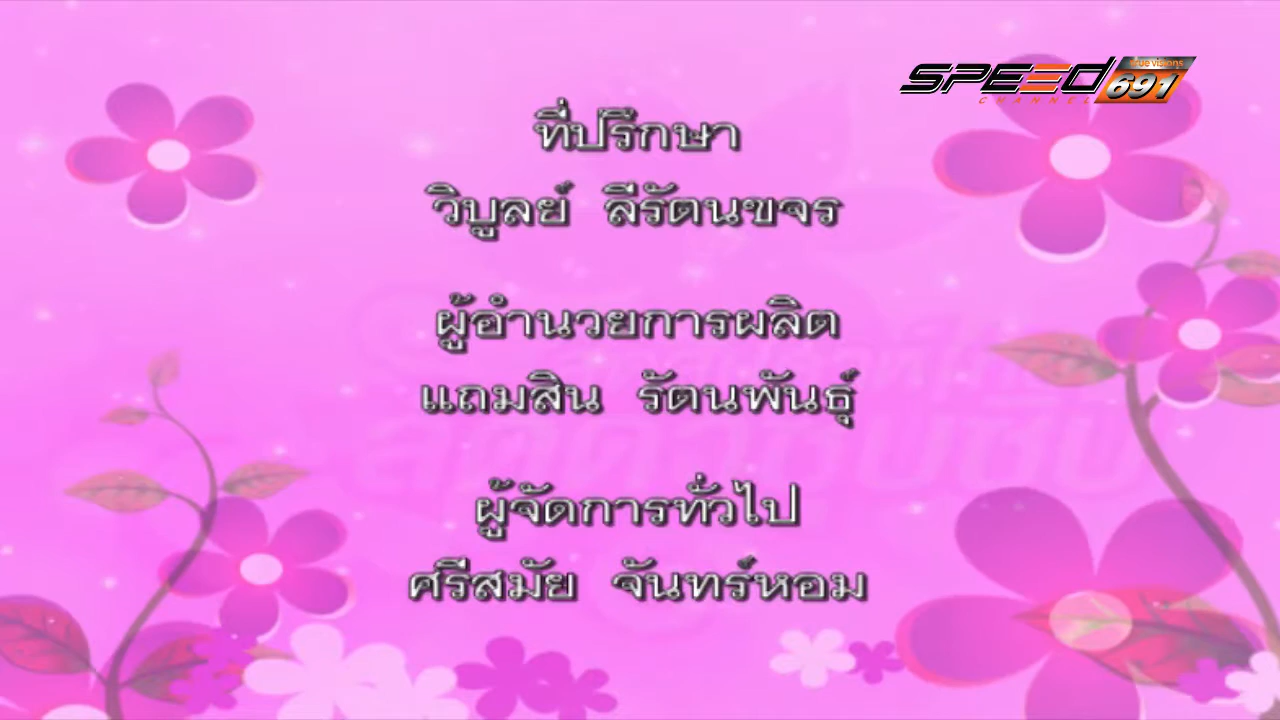 SPEED
CHANNEL
true visions
691
ที่ปรึกษา
วิบูลย์ ลีรัตนขจร
ผู้อำนวยการผลิต
แถมสิน รัตนพันธุ์
ผู้จัดการทั่วไป
ศรีสมัย จันทร์หอม